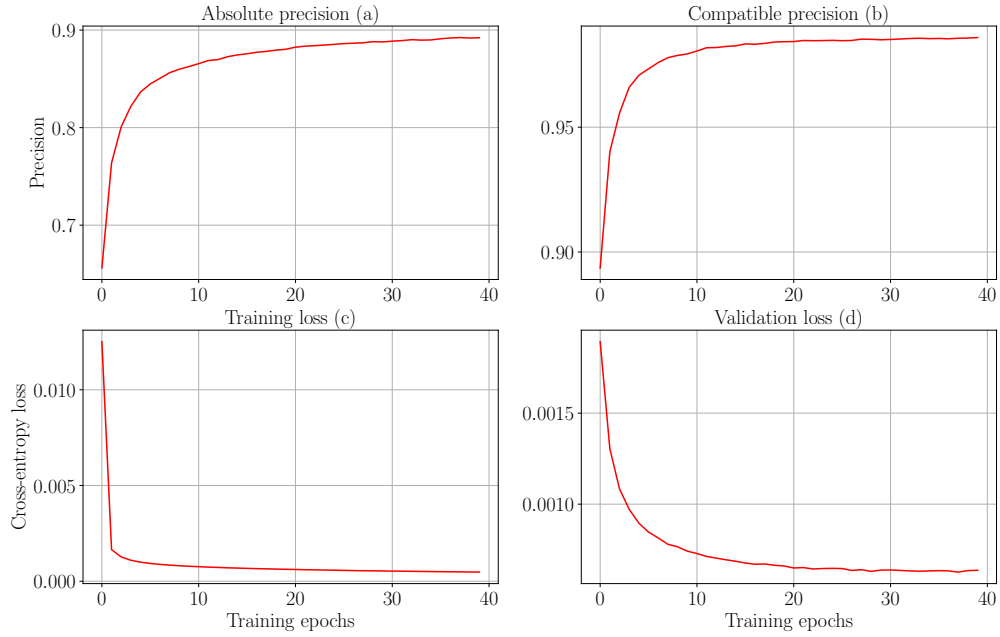 Absolute precision (a)
Compatible precision (b)
Precision
0.9
0.8
0.7
0.95
0.90
0 10 20 30 40
0 10 20 30 40
Training loss (c)
Validation loss (d)
Cross-entropy loss
0.010
0.005
0.000
0.0015
0.0010
0 10 20 30 40
0 10 20 30 40
Training epochs
Training epochs